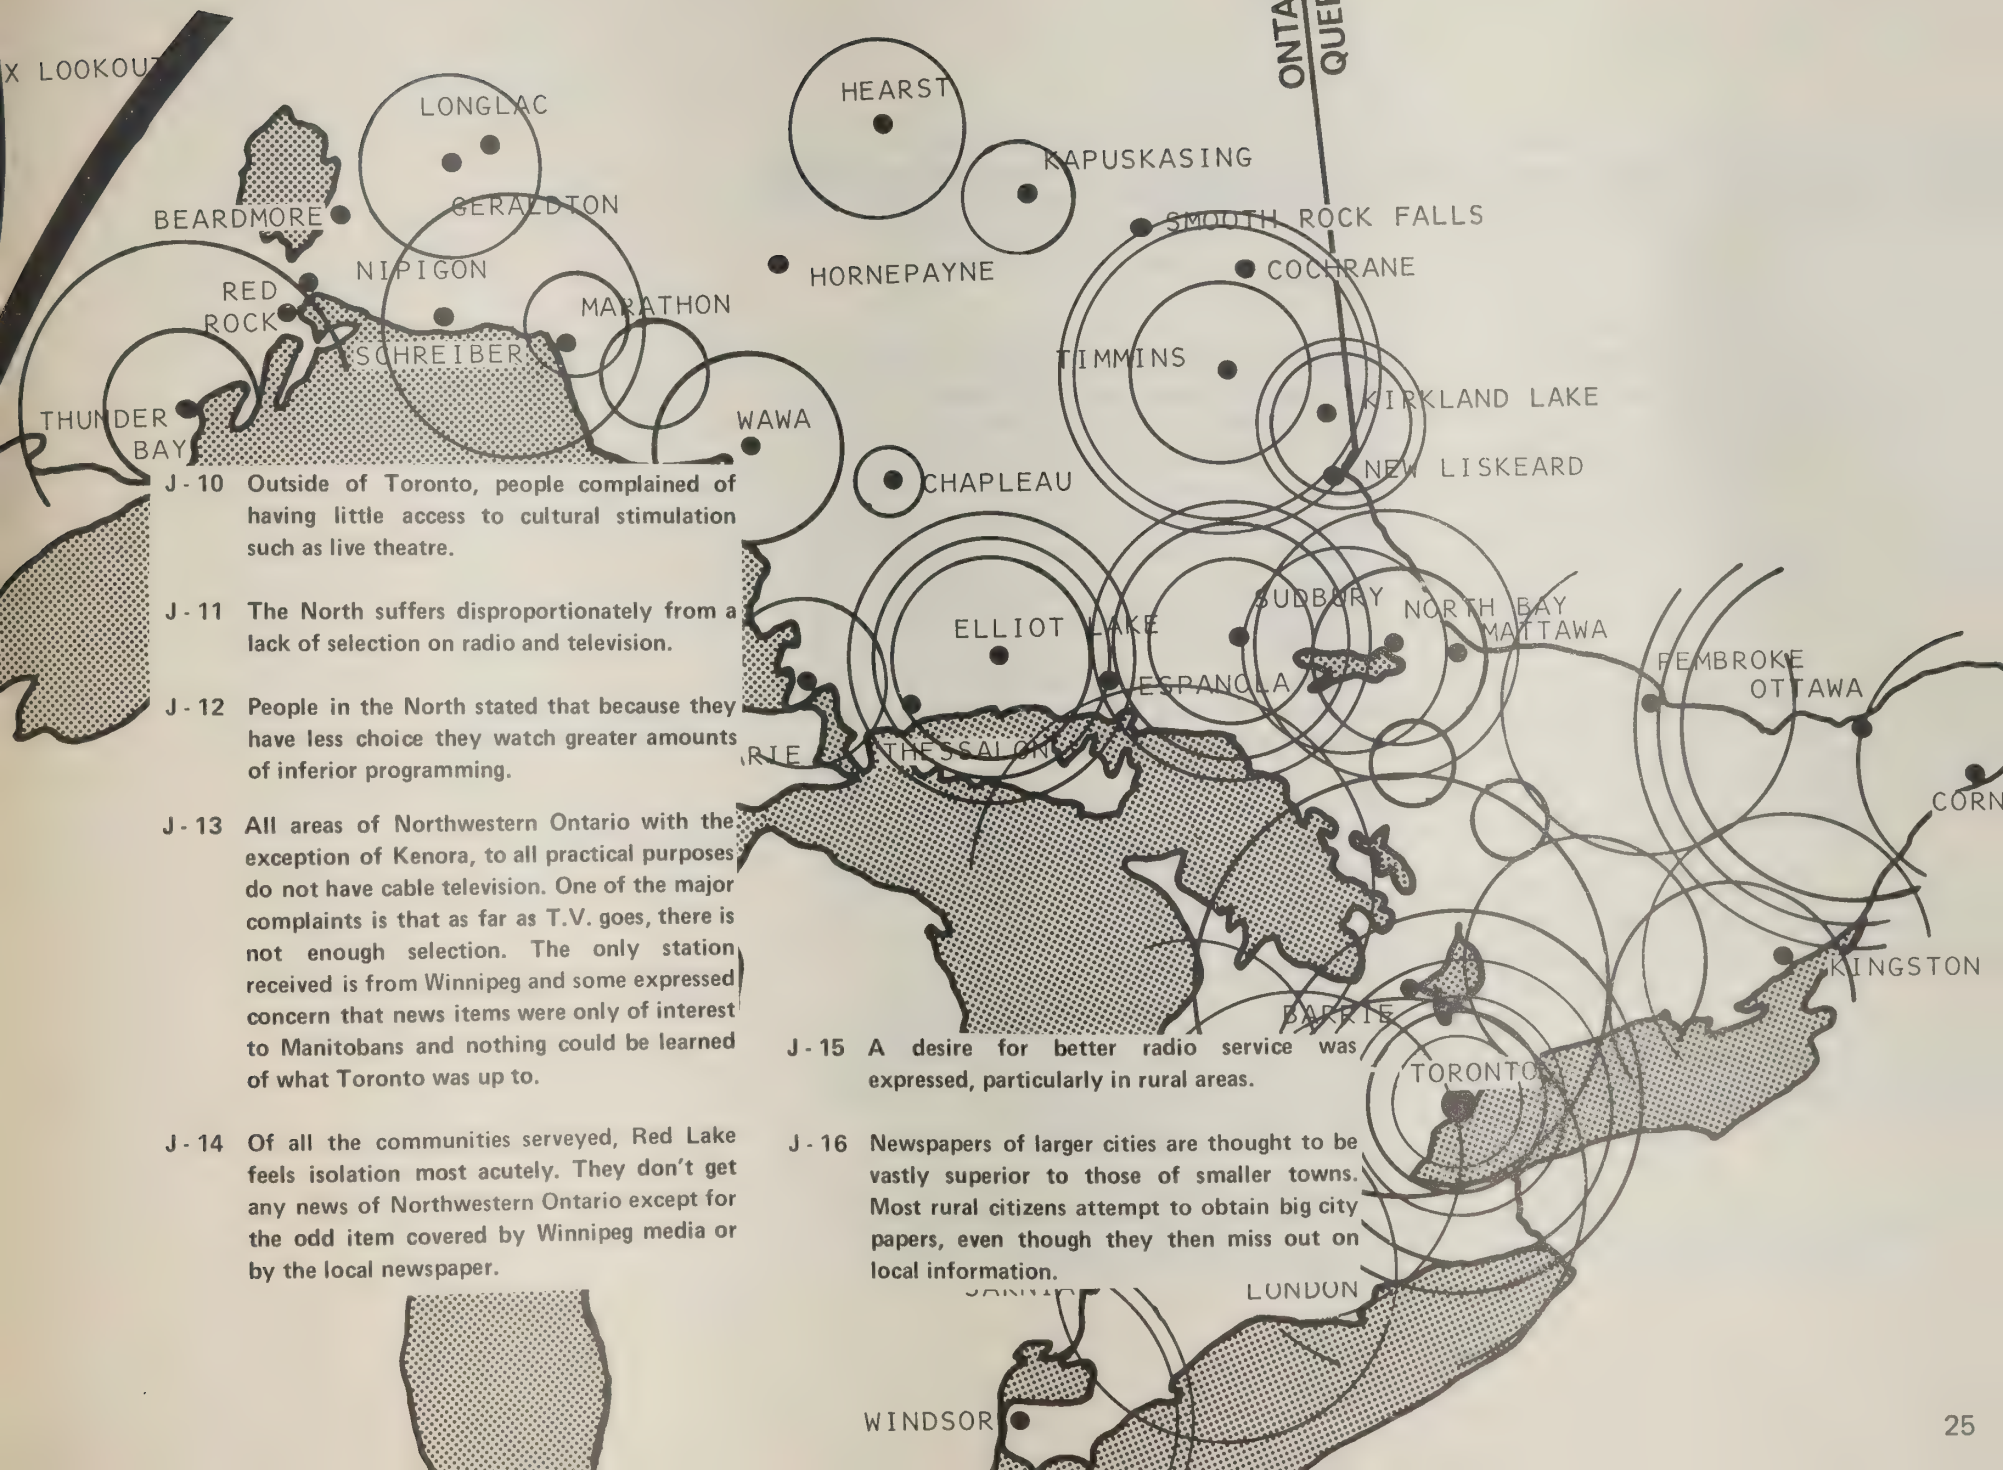 ONTA
QUE
X LOOKOUT
LONGLAC
HEARST
KAPUSKASING
GERALDTON
BEARDMORE
SMOOTH ROCK FALLS
NIPIGON
HORNEPAYNE
COCHRANE
RED
ROCK
MARATHON
SCHREIBER
TIMMINS
KIRKLAND LAKE
THUNDER
BAY
WAWA
CHAPLEAU
NEW LISKEARD
J - 10 Outside of Toronto, people complained of
having little access to cultural stimulation
such as live theatre.
J - 11 The North suffers disproportionately from a
lack of selection on radio and television.
J - 12 People in the North stated that because they
have less choice they watch greater amounts
of inferior programming.
J - 13 All areas of Northwestern Ontario with the
exception of Kenora, to all practical purposes
do not have cable television. One of the major
complaints is that as far as T.V. goes, there is
not enough selection. The only station
received is from Winnipeg and some expressed
concern that news items were only of interest
to Manitobans and nothing could be learned
of what Toronto was up to.
J - 14 Of all the communities serveyed, Red Lake
feels isolation most acutely. They don't get
any news of Northwestern Ontario except for
the odd item covered by Winnipeg media or
by the local newspaper.
ELLIOT LAKE
SUDBURY
NORTH BAY
MATTAWA
PEMBROKE
OTTAWA
ESPANOLA
RIE
THESSALON
CORN
KINGSTON
BARRIE
TORONTO
J - 15 A desire for better radio service was
expressed, particularly in rural areas.
J - 16 Newspapers of larger cities are thought to be
vastly superior to those of smaller towns.
Most rural citizens attempt to obtain big city
papers, even though they then miss out on
local information.
SARNIA
LONDON
WINDSOR
25